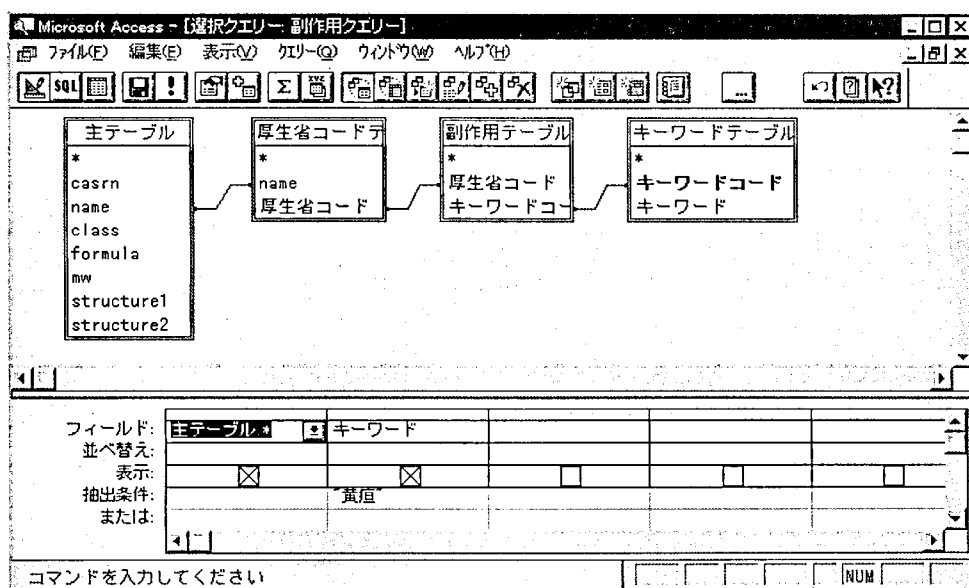 Microsoft Access - [選択クエリー: 副作用クエリー]
ファイル(F) 編集(E) 表示(V) クエリー(Q) ウィンドウ(W) ヘルプ(H)
SQL Σ XYZ ...
主テーブル
*
casrn
name
class
formula
mw
structure1
structure2
厚生省コードテ
*
name
厚生省コード
副作用テーブル
*
厚生省コード
キーワードコー
キーワードテーブル
*
キーワードコード
キーワード
フィールド: 主テーブル.* キーワード
並べ替え:
表示:
抽出条件: "黄疸"
または:
コマンドを入力してください NUM